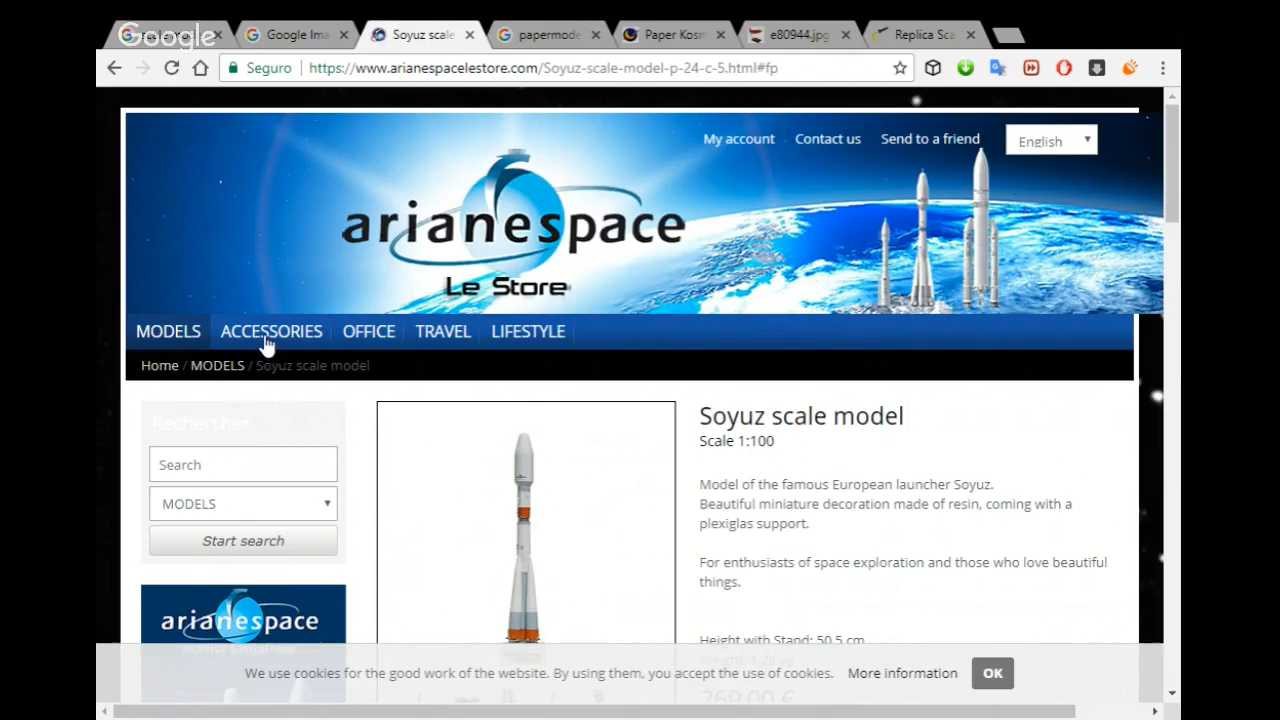 Google
Google Ima
Soyuz scale
papermode
Paper Kosm
e80944.jpg
Replica Sca
Seguro
https://www.arianespacelestore.com/Soyuz-scale-model-p-24-c-5.html#fp
My account
Contact us
Send to a friend
English
arianespace
Le Store
MODELS
ACCESSORIES
OFFICE
TRAVEL
LIFESTYLE
Home / MODELS / Soyuz scale model
Rechercher
Search
MODELS
Start search
arianespace
Soyuz scale model
Scale 1:100
Model of the famous European launcher Soyuz.
Beautiful miniature decoration made of resin, coming with a
plexiglas support.
For enthusiasts of space exploration and those who love beautiful
things.
Height with Stand: 50.5 cm
269,00 €
We use cookies for the good work of the website. By using them, you accept the use of cookies.
More information
OK